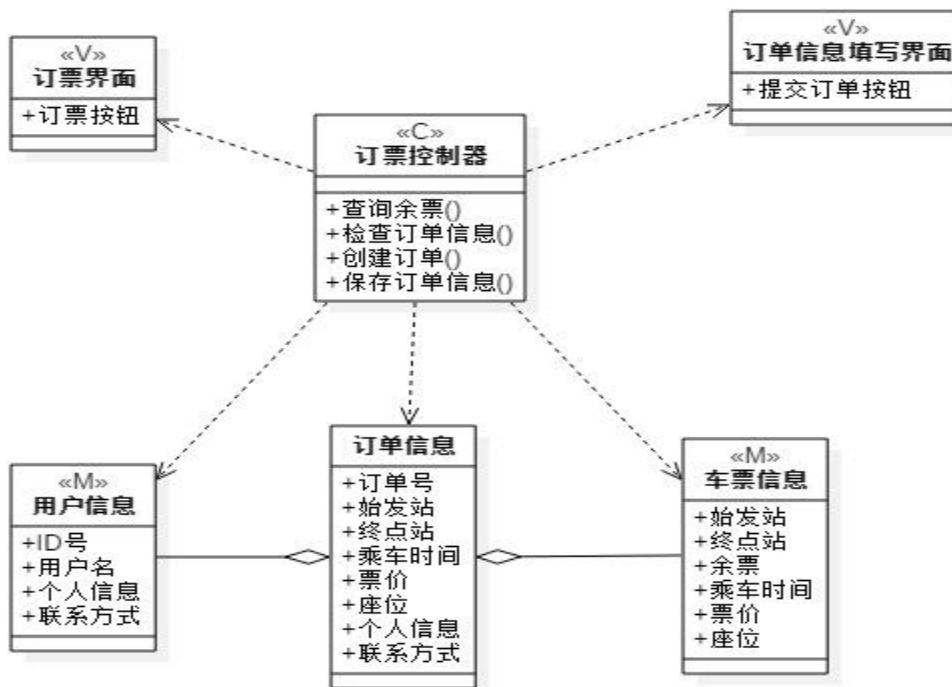 «V»
订票界面
+订票按钮
«V»
订单信息填写界面
+提交订单按钮
«C»
订票控制器
+查询余票()
+检查订单信息()
+创建订单()
+保存订单信息()
«M»
用户信息
+ID号
+用户名
+个人信息
+联系方式
订单信息
+订单号
+始发站
+终点站
+乘车时间
+票价
+座位
+个人信息
+联系方式
«M»
车票信息
+始发站
+终点站
+余票
+乘车时间
+票价
+座位